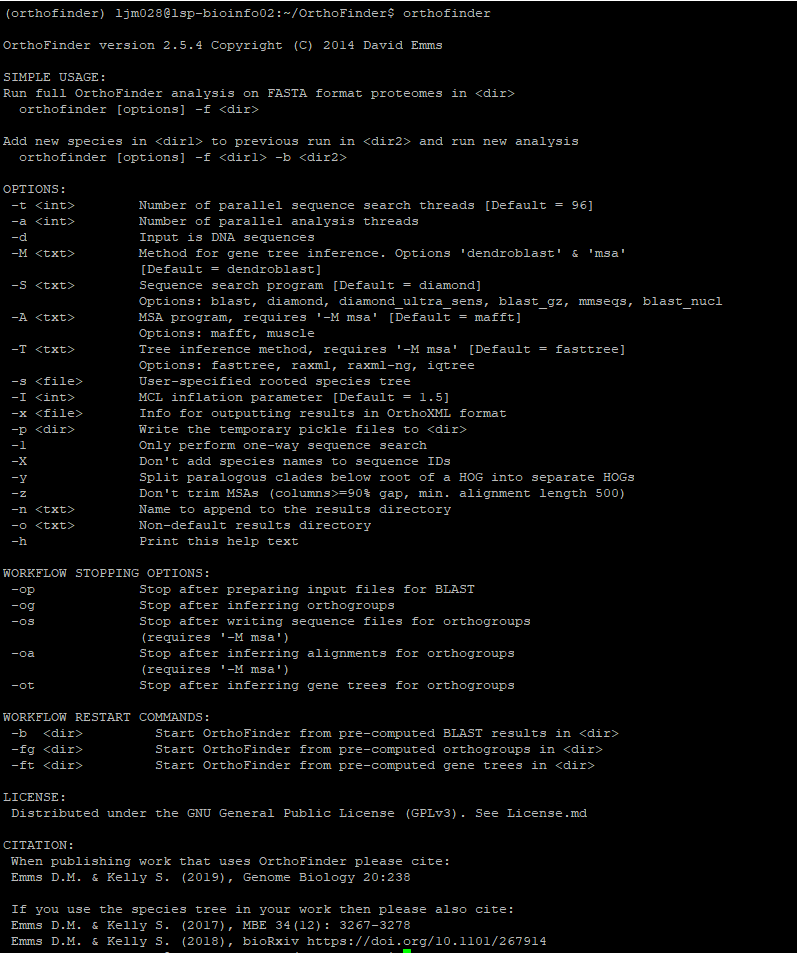 (orthofinder) ljm028@lsp-bioinfo02:~/OrthoFinder$ orthofinder
OrthoFinder version 2.5.4 Copyright (C) 2014 David Emms
SIMPLE USAGE:
Run full OrthoFinder analysis on FASTA format proteomes in <dir>
orthofinder [options] -f <dir>
Add new species in <dir1> to previous run in <dir2> and run new analysis
orthofinder [options] -f <dir1> -b <dir2>
OPTIONS:
-t <int> Number of parallel sequence search threads [Default = 96]
-a <int> Number of parallel analysis threads
-d Input is DNA sequences
-M <txt> Method for gene tree inference. Options 'dendroblast' & 'msa'
[Default = dendroblast]
-S <txt> Sequence search program [Default = diamond]
Options: blast, diamond, diamond_ultra_sens, blast_gz, mmseqs, blast_nucl
-A <txt> MSA program, requires '-M msa' [Default = mafft]
Options: mafft, muscle
-T <txt> Tree inference method, requires '-M msa' [Default = fasttree]
Options: fasttree, raxml, raxml-ng, iqtree
-s <file> User-specified rooted species tree
-I <int> MCL inflation parameter [Default = 1.5]
-x <file> Info for outputting results in OrthoXML format
-p <dir> Write the temporary pickle files to <dir>
-1 Only perform one-way sequence search
-X Don't add species names to sequence IDs
-y Split paralogous clades below root of a HOG into separate HOGs
-z Don't trim MSAs (columns>=90% gap, min. alignment length 500)
-n <txt> Name to append to the results directory
-o <txt> Non-default results directory
-h Print this help text
WORKFLOW STOPPING OPTIONS:
-op Stop after preparing input files for BLAST
-og Stop after inferring orthogroups
-os Stop after writing sequence files for orthogroups
(requires '-M msa')
-oa Stop after inferring alignments for orthogroups
(requires '-M msa')
-ot Stop after inferring gene trees for orthogroups
WORKFLOW RESTART COMMANDS:
-b <dir> Start OrthoFinder from pre-computed BLAST results in <dir>
-fg <dir> Start OrthoFinder from pre-computed orthogroups in <dir>
-ft <dir> Start OrthoFinder from pre-computed gene trees in <dir>
LICENSE:
Distributed under the GNU General Public License (GPLv3). See License.md
CITATION:
When publishing work that uses OrthoFinder please cite:
Emms D.M. & Kelly S. (2019), Genome Biology 20:238
If you use the species tree in your work then please also cite:
Emms D.M. & Kelly S. (2017), MBE 34(12): 3267-3278
Emms D.M. & Kelly S. (2018), bioRxiv https://doi.org/10.1101/267914